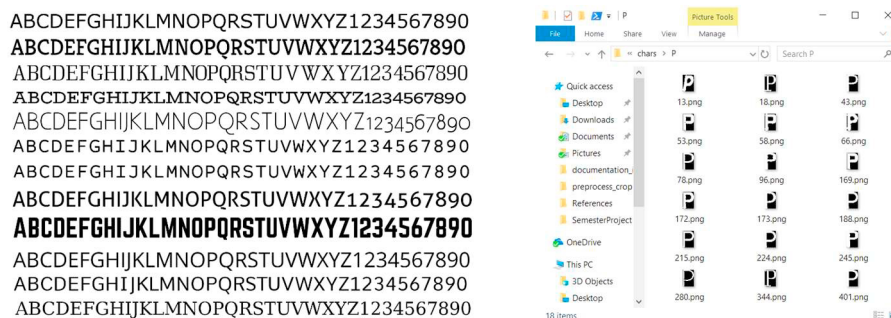 ABCDEFGHIJKLMNOPQRSTUVWXYZ1234567890
ABCDEFGHIJKLMNOPQRSTUVWXYZ1234567890
ABCDEFGHIJKLMNOPQRSTUVWXYZ1234567890
ABCDEFGHIJKLMNOPQRSTUVWXYZ1234567890
ABCDEFGHIJKLMNOPQRSTUVWXYZ1234567890
ABCDEFGHIJKLMNOPQRSTUVWXYZ1234567890
ABCDEFGHIJKLMNOPQRSTUVWXYZ1234567890
ABCDEFGHIJKLMNOPQRSTUVWXYZ1234567890
ABCDEFGHIJKLMNOPQRSTUVWXYZ1234567890
ABCDEFGHIJKLMNOPQRSTUVWXYZ1234567890
ABCDEFGHIJKLMNOPQRSTUVWXYZ1234567890
ABCDEFGHIJKLMNOPQRSTUVWXYZ1234567890
P
Picture Tools
File Home Share View Manage
« chars > P
Search P
Quick access
Desktop
Downloads
Documents
Pictures
documentation_i
preprocess_crop
References
SemesterProject
OneDrive
This PC
3D Objects
Desktop
13.png 18.png 43.png
53.png 58.png 66.png
78.png 96.png 169.png
172.png 173.png 188.png
215.png 224.png 245.png
280.png 344.png 401.png
18 items